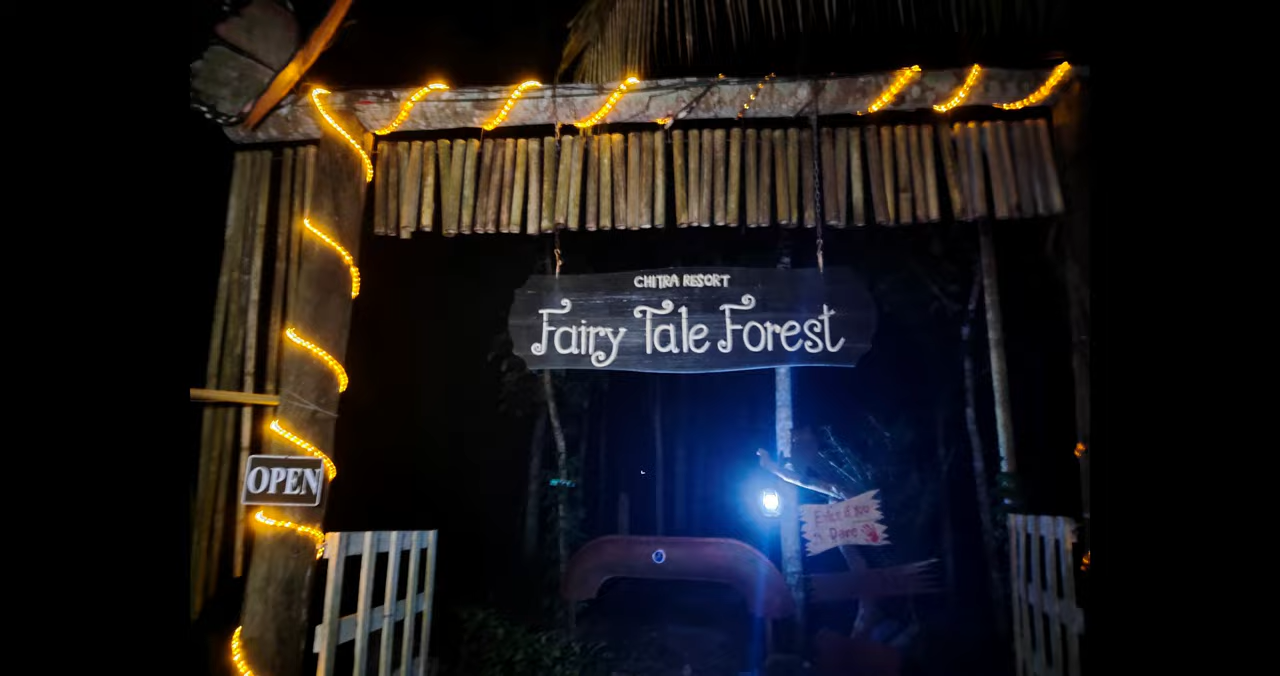 CHITRA RESORT
Fairy Tale Forest
OPEN
Enter if you
Dare